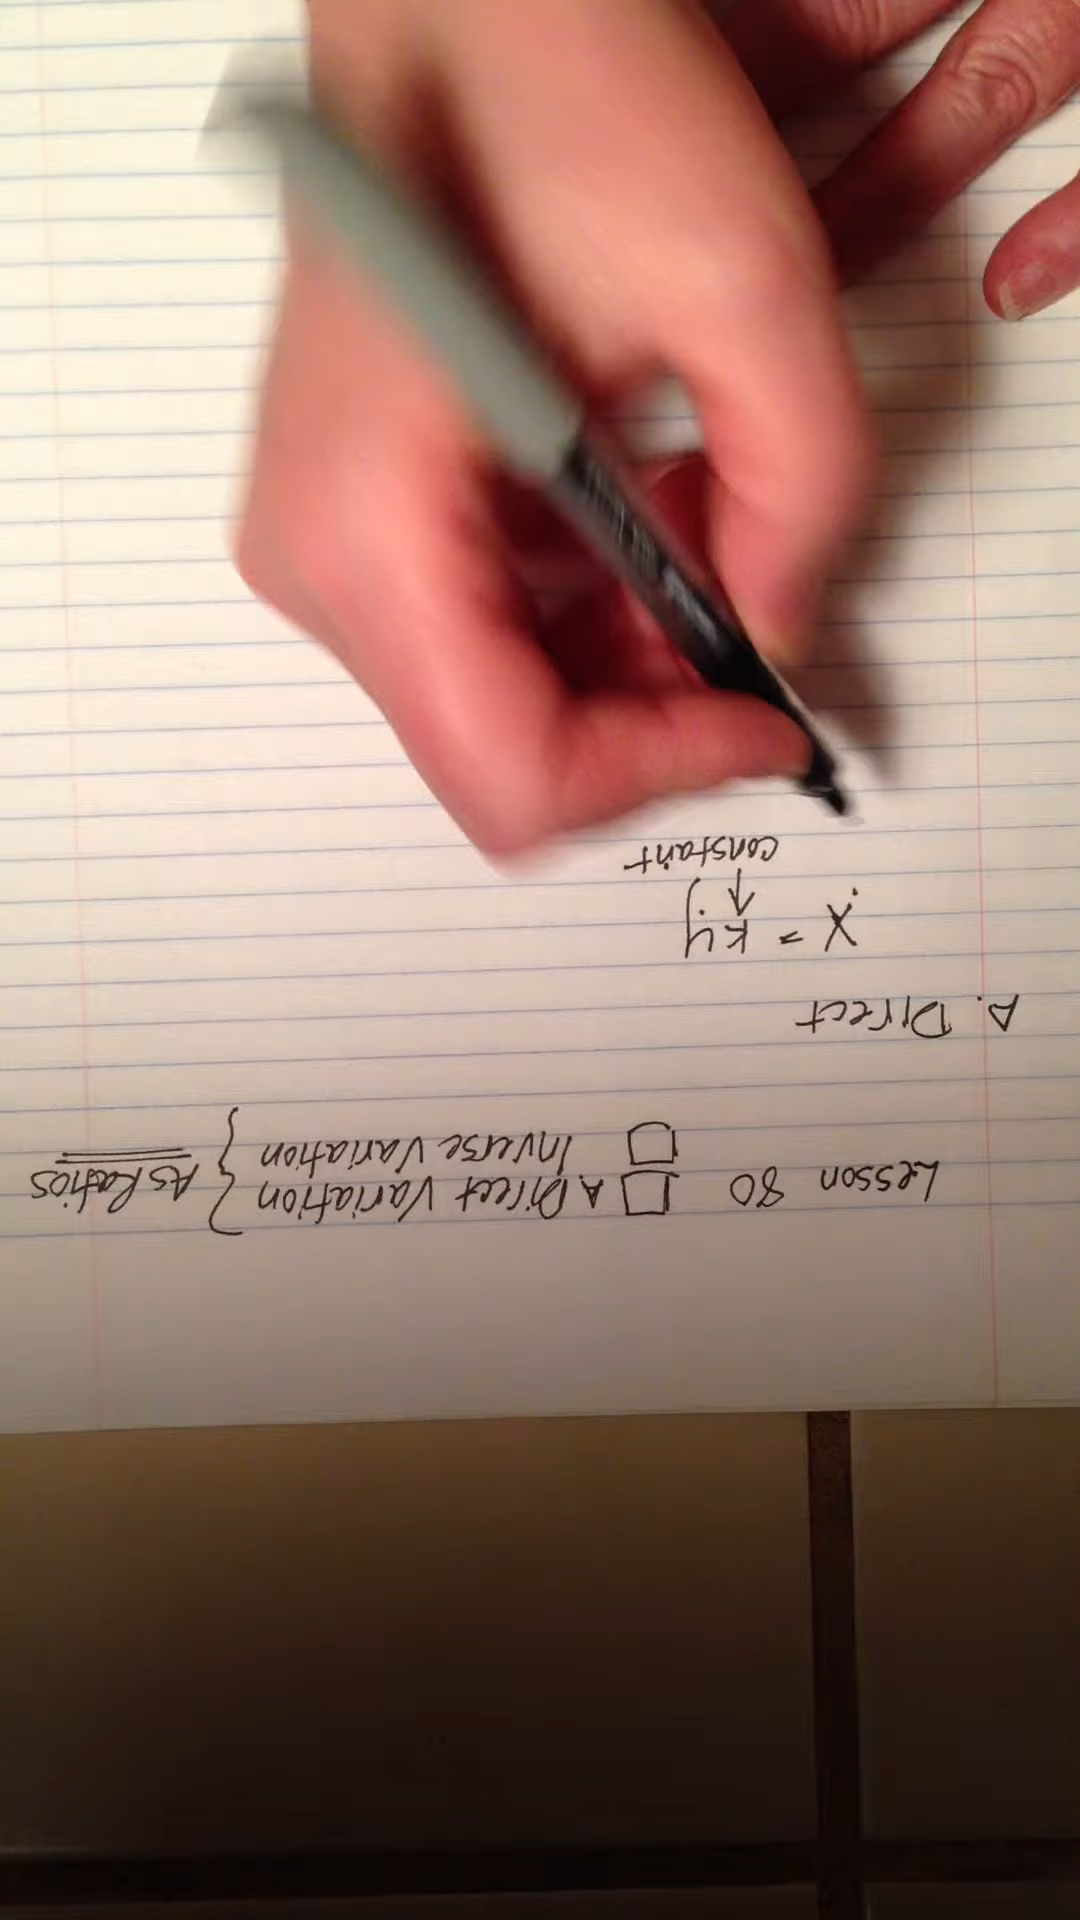 Lesson 80 □ A Direct Variation } As Ratios
□ Inverse Variation
A. Direct
x = ky
↑
constant